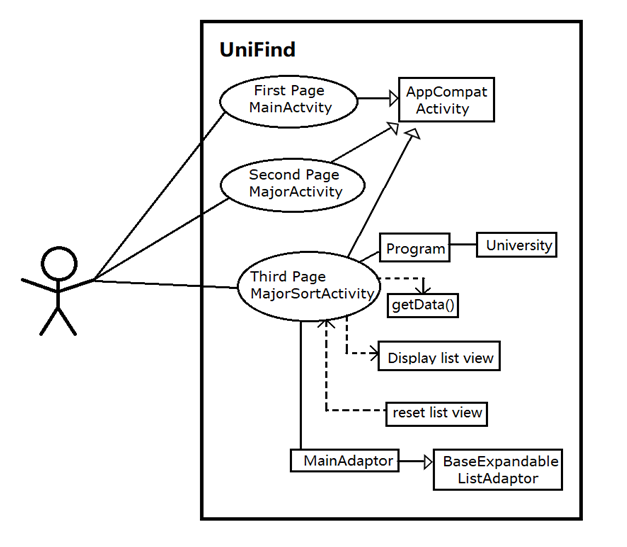 UniFind
First Page
MainActvity
AppCompat
Activity
Second Page
MajorActivity
Program
University
Third Page
MajorSortActivity
getData()
Display list view
reset list view
MainAdaptor
BaseExpandable
ListAdaptor